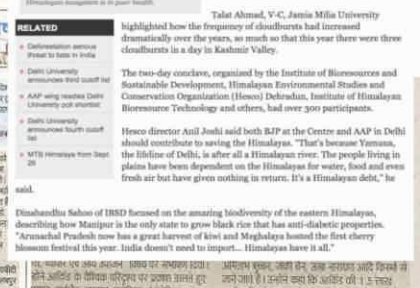 Himalayan ecosystem is in poor health.
RELATED
Deforestation serious
threat to bats in India
Delhi University
announces third cutoff
list
AAP wing reaches Delhi
University poll shortlist
Delhi University
announces fourth cutoff
list
MTB Himalaya from Sept
26
Talat Ahmad, V-C, Jamia Milia University
highlighted how the frequency of cloudbursts had increased
dramatically over the years, so much so that this year there were three
cloudbursts in a day in Kashmir Valley.
The two-day conclave, organized by the Institute of Bioresources and
Sustainable Development, Himalayan Environmental Studies and
Conservation Organization (Hesco) Dehradun, Institute of Himalayan
Bioresource Technology and others, had over 300 participants.
Hesco director Anil Joshi said both BJP at the Centre and AAP in Delhi
should contribute to saving the Himalayas. "That's because Yamuna,
the lifeline of Delhi, is after all a Himalayan river. The people living in
plains have been dependent on the Himalayas for water, food and even
fresh air but have given nothing in return. It's a Himalayan debt," he
said.
Dinabandhu Sahoo of IBSD focused on the amazing biodiversity of the eastern Himalayas,
describing how Manipur is the only state to grow black rice that has anti-diabetic properties.
"Arunachal Pradesh now has a great harvest of kiwi and Meghalaya hosted the first cherry
blossom festival this year. India doesn't need to import... Himalayas have it all."